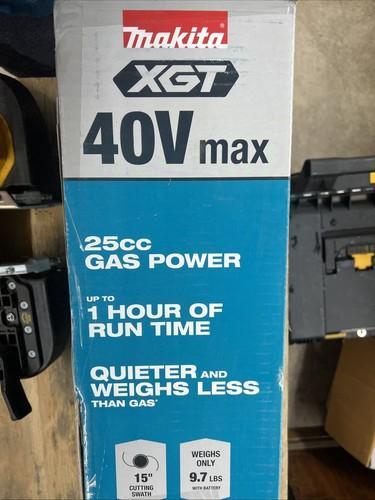 makita
XGT
40V max
25cc
GAS POWER
UP TO
1 HOUR OF
RUN TIME
QUIETER AND
WEIGHS LESS
THAN GAS*
15"
CUTTING
SWATH
WEIGHS
ONLY
9.7 LBS
WITH BATTERY